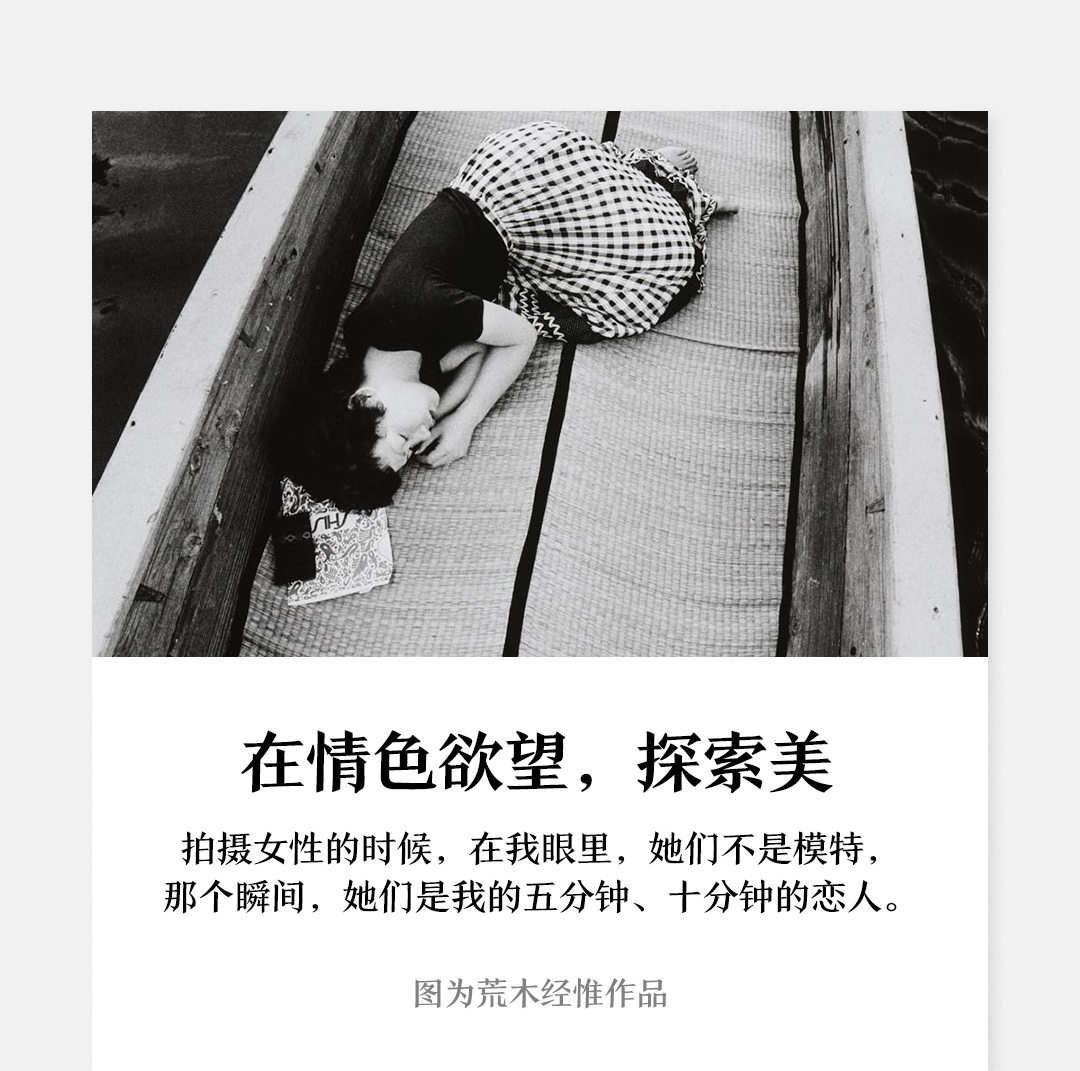 在情色欲望，探索美
拍摄女性的时候，在我眼里，她们不是模特，
那个瞬间，她们是我的五分钟、十分钟的恋人。
图为荒木经惟作品